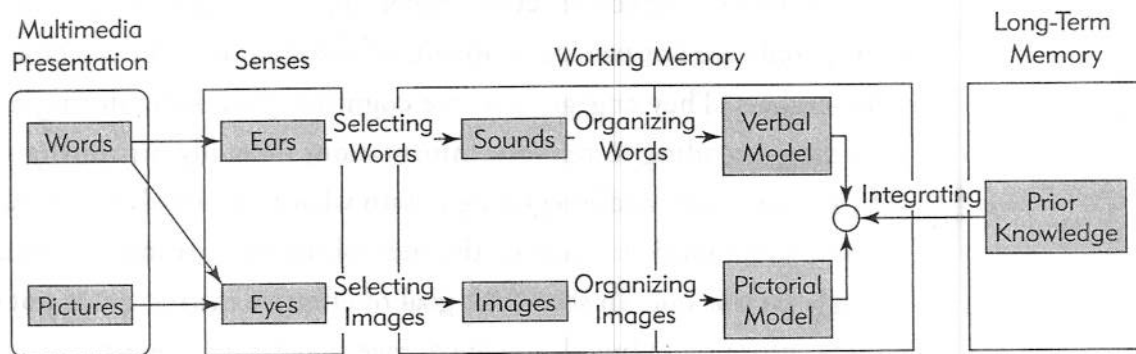 Multimedia
Presentation
Senses
Working Memory
Long-Term
Memory
Words
Ears
Selecting
Words
Sounds
Organizing
Words
Verbal
Model
Integrating
Prior
Knowledge
Pictures
Eyes
Selecting
Images
Images
Organizing
Images
Pictorial
Model